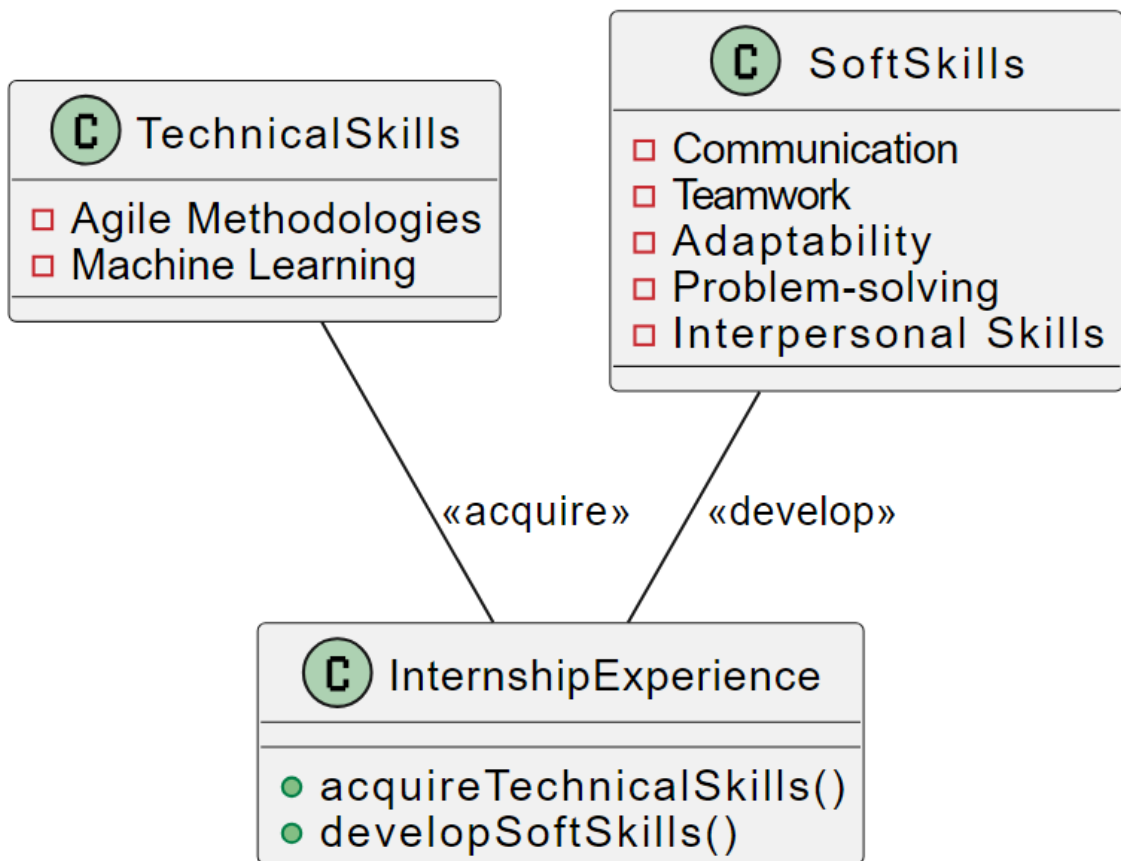 C TechnicalSkills
Agile Methodologies
Machine Learning
C SoftSkills
Communication
Teamwork
Adaptability
Problem-solving
Interpersonal Skills
«acquire»
«develop»
C InternshipExperience
acquireTechnicalSkills()
developSoftSkills()